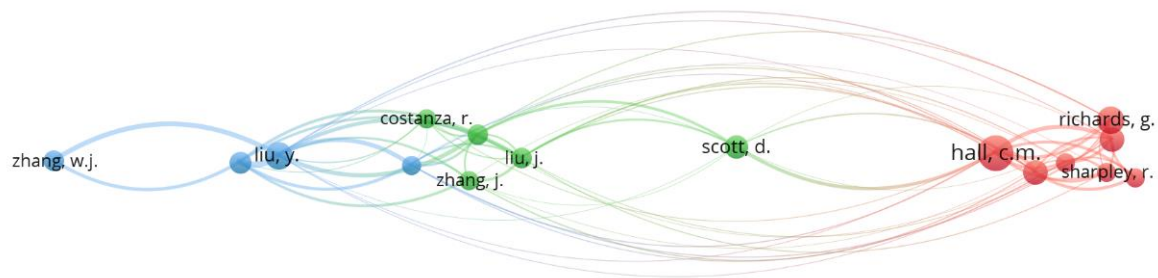 zhang, w.j.
liu, y.
costanza, r.
zhang, j.
liu, j.
scott, d.
hall, c.m.
richards, g.
sharpley, r.